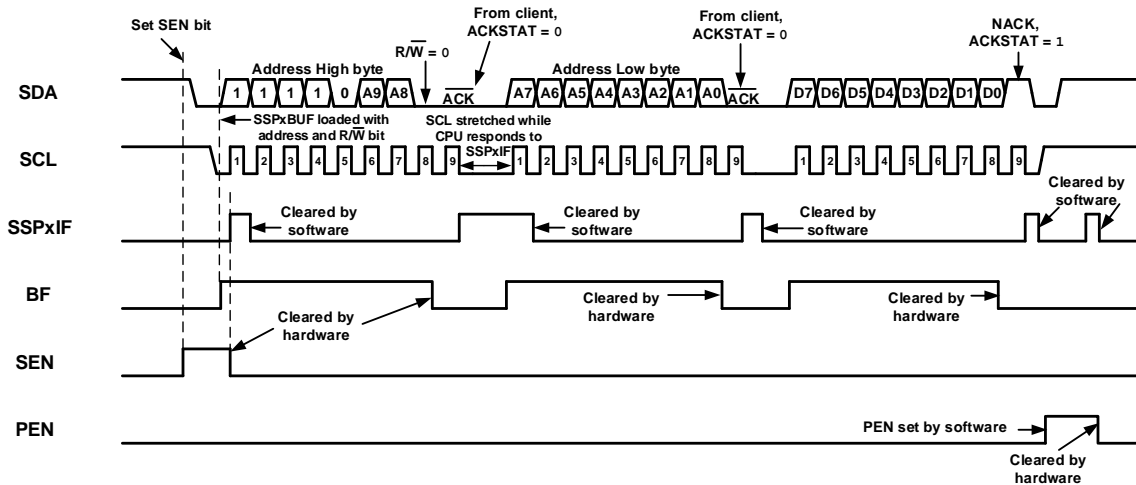 Set SEN bit
From client,
ACKSTAT = 0
R/W = 0
From client,
ACKSTAT = 0
NACK,
ACKSTAT = 1
Address High byte
Address Low byte
SDA
1 1 1 1 0 A9 A8 ACK A7 A6 A5 A4 A3 A2 A1 A0 ACK D7 D6 D5 D4 D3 D2 D1 D0
SSPxBUF loaded with
address and R/W bit
SCL stretched while
CPU responds to
SSPxIF
SCL
1 2 3 4 5 6 7 8 9 1 2 3 4 5 6 7 8 9 1 2 3 4 5 6 7 8 9
SSPxIF
Cleared by
software
Cleared by
software
Cleared by
software
Cleared by
software
BF
Cleared by
hardware
Cleared by
hardware
Cleared by
hardware
SEN
PEN
PEN set by software
Cleared by
hardware